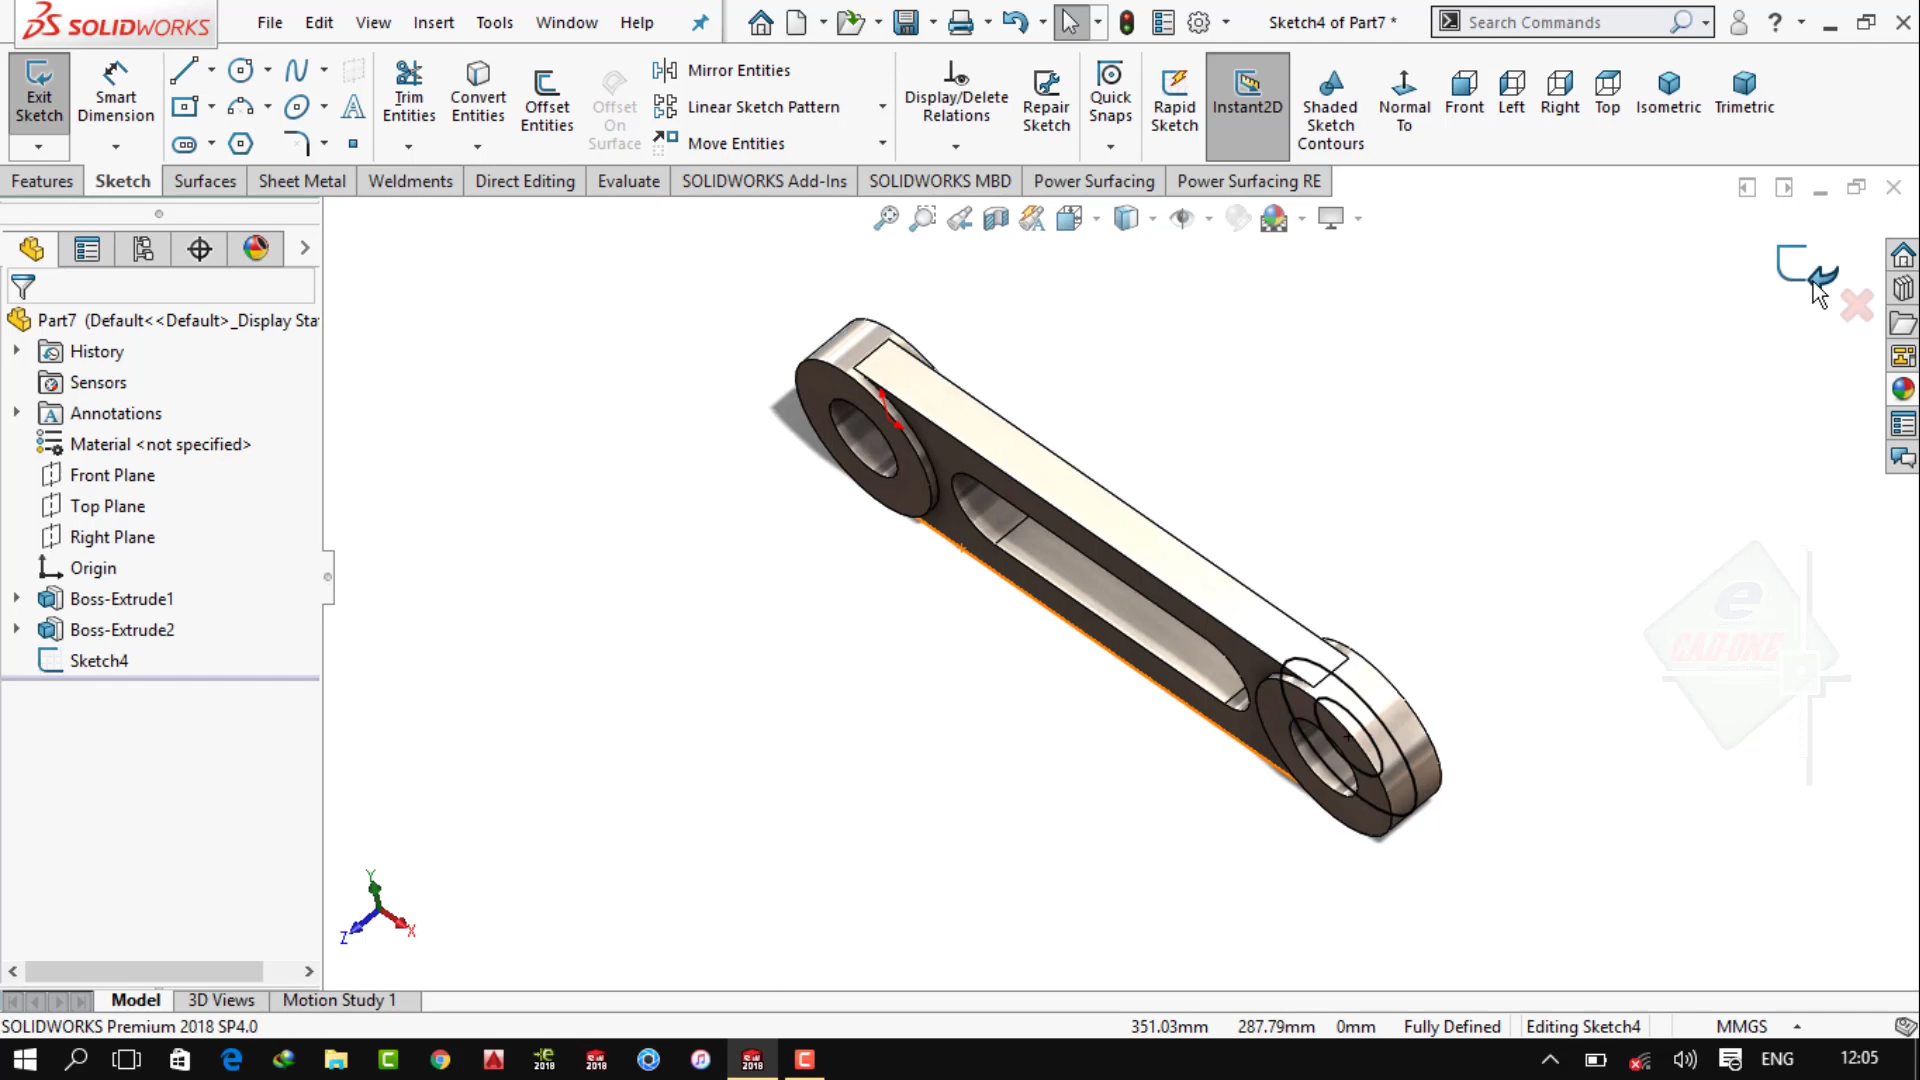 SOLIDWORKS File Edit View Insert Tools Window Help Sketch4 of Part7 * Search Commands ?
Exit Sketch
Smart Dimension
Trim Entities
Convert Entities
Offset Entities
Offset On Surface
Mirror Entities
Linear Sketch Pattern
Move Entities
Display/Delete Relations
Repair Sketch
Quick Snaps
Rapid Sketch
Instant2D
Shaded Sketch Contours
Normal To
Front
Left
Right
Top
Isometric
Trimetric
Features Sketch Surfaces Sheet Metal Weldments Direct Editing Evaluate SOLIDWORKS Add-Ins SOLIDWORKS MBD Power Surfacing Power Surfacing RE
Part7 (Default<<Default>_Display Sta
History
Sensors
Annotations
Material <not specified>
Front Plane
Top Plane
Right Plane
Origin
Boss-Extrude1
Boss-Extrude2
Sketch4
e
CAD-ONE
Y
Z
X
Model 3D Views Motion Study 1
SOLIDWORKS Premium 2018 SP4.0 351.03mm 287.79mm 0mm Fully Defined Editing Sketch4 MMGS
ENG 12:05